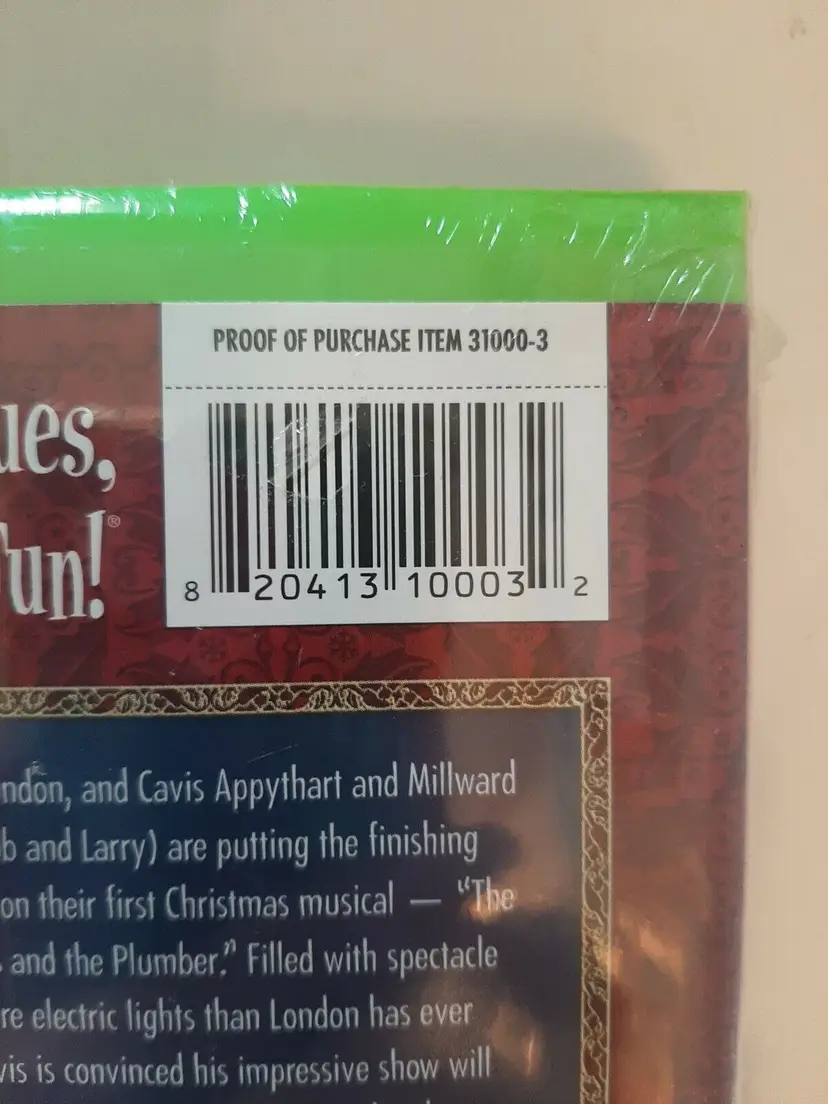 PROOF OF PURCHASE ITEM 31000-3
ues,
Fun!®
8 20413 10003 2
ndon, and Cavis Appythart and Millward
b and Larry) are putting the finishing
on their first Christmas musical — "The
and the Plumber." Filled with spectacle
re electric lights than London has ever
vis is convinced his impressive show will